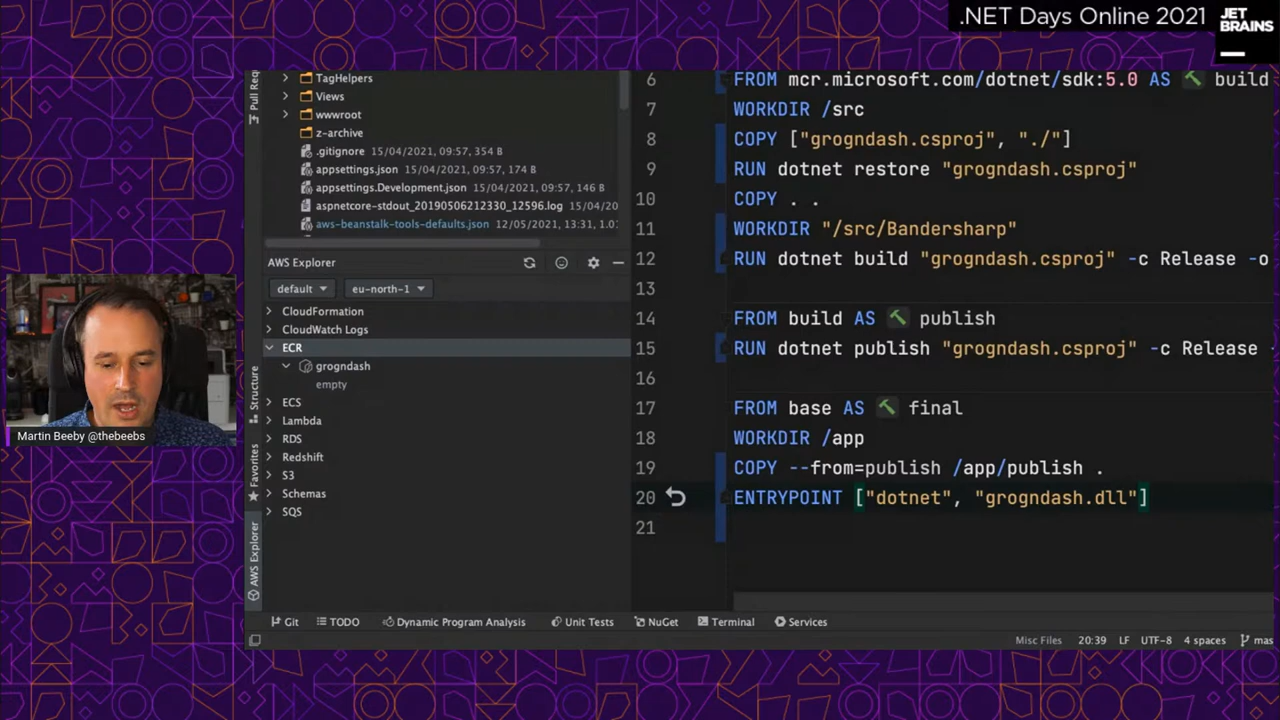 .NET Days Online 2021
JET
BRAINS
Pull Req
TagHelpers
Views
wwwroot
z-archive
.gitignore 15/04/2021, 09:57, 354 B
appsettings.json 15/04/2021, 09:57, 174 B
appsettings.Development.json 15/04/2021, 09:57, 146 B
aspnetcore-stdout_20190506212330_12596.log 15/04/20
aws-beanstalk-tools-defaults.json 12/05/2021, 13:31, 1.0
AWS Explorer
default eu-north-1
CloudFormation
CloudWatch Logs
ECR
grogndash
empty
ECS
Lambda
RDS
Redshift
S3
Schemas
SQS
Structure
Favorites
AWS Explorer
6 FROM mcr.microsoft.com/dotnet/sdk:5.0 AS build
7 WORKDIR /src
8 COPY ["grogndash.csproj", "./"]
9 RUN dotnet restore "grogndash.csproj"
10 COPY . .
11 WORKDIR "/src/Bandersharp"
12 RUN dotnet build "grogndash.csproj" -c Release -o
13
14 FROM build AS publish
15 RUN dotnet publish "grogndash.csproj" -c Release -
16
17 FROM base AS final
18 WORKDIR /app
19 COPY --from=publish /app/publish .
20 ENTRYPOINT ["dotnet", "grogndash.dll"]
21
Martin Beeby @thebeebs
Git TODO Dynamic Program Analysis Unit Tests NuGet Terminal Services
Misc Files 20:39 LF UTF-8 4 spaces mas